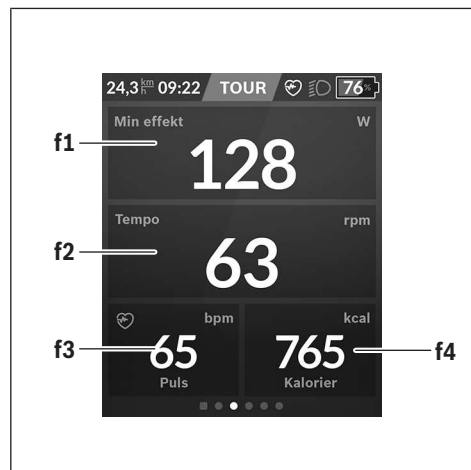 24,3 km/h 09:22 TOUR 76%
Min effekt W
f1
128
Tempo rpm
f2
63
bpm kcal
f3 65 765 f4
Puls Kalorier